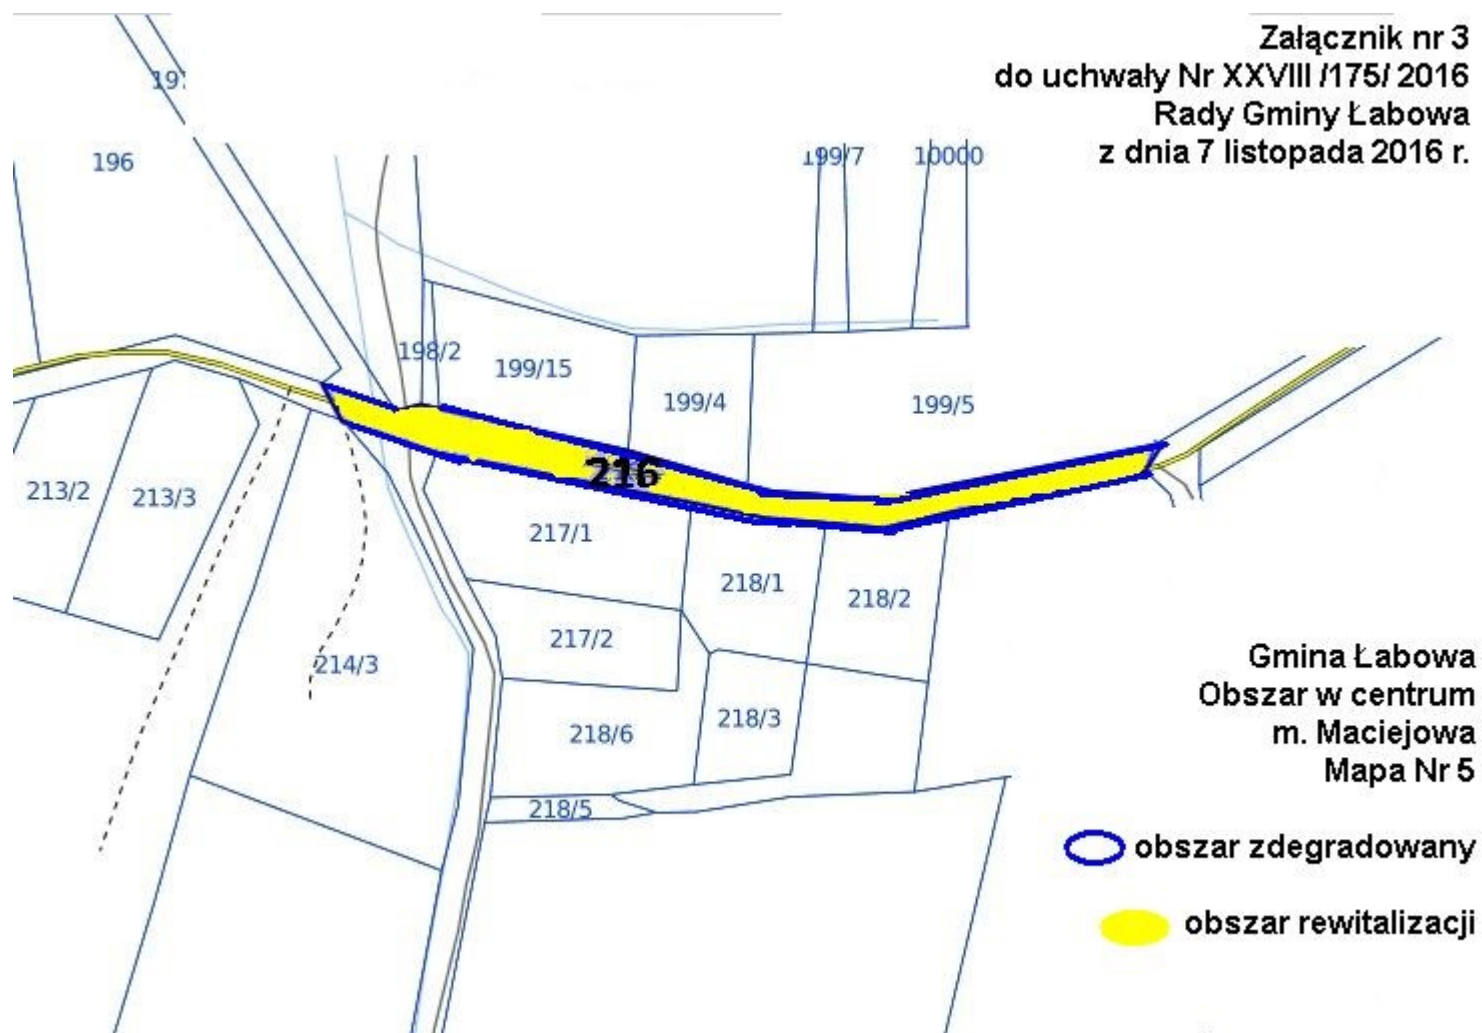 Załącznik nr 3
do uchwały Nr XXVIII /175/ 2016
Rady Gminy Łabowa
z dnia 7 listopada 2016 r.
196
199/7
10000
198/2
199/15
199/4
199/5
216
213/2
213/3
217/1
218/1
218/2
217/2
214/3
218/6
218/3
218/5
Gmina Łabowa
Obszar w centrum
m. Maciejowa
Mapa Nr 5
obszar zdegradowany
obszar rewitalizacji